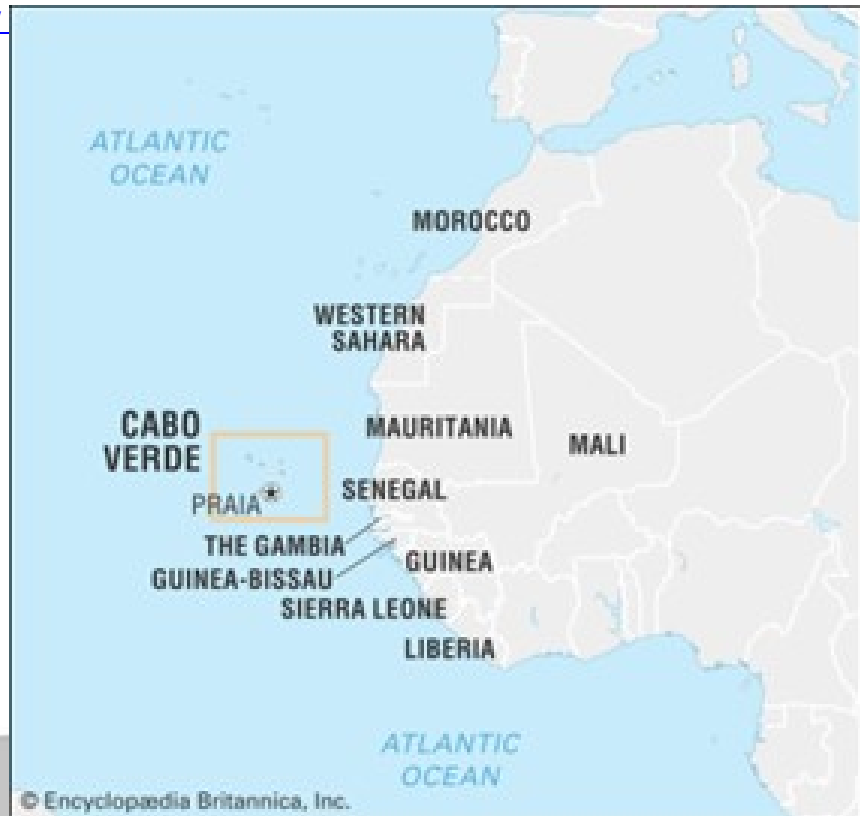 ATLANTIC
OCEAN
MOROCCO
WESTERN
SAHARA
CABO
VERDE
MAURITANIA
MALI
PRAIA
SENEGAL
THE GAMBIA
GUINEA-BISSAU
GUINEA
SIERRA LEONE
LIBERIA
ATLANTIC
OCEAN
© Encyclopædia Britannica, Inc.